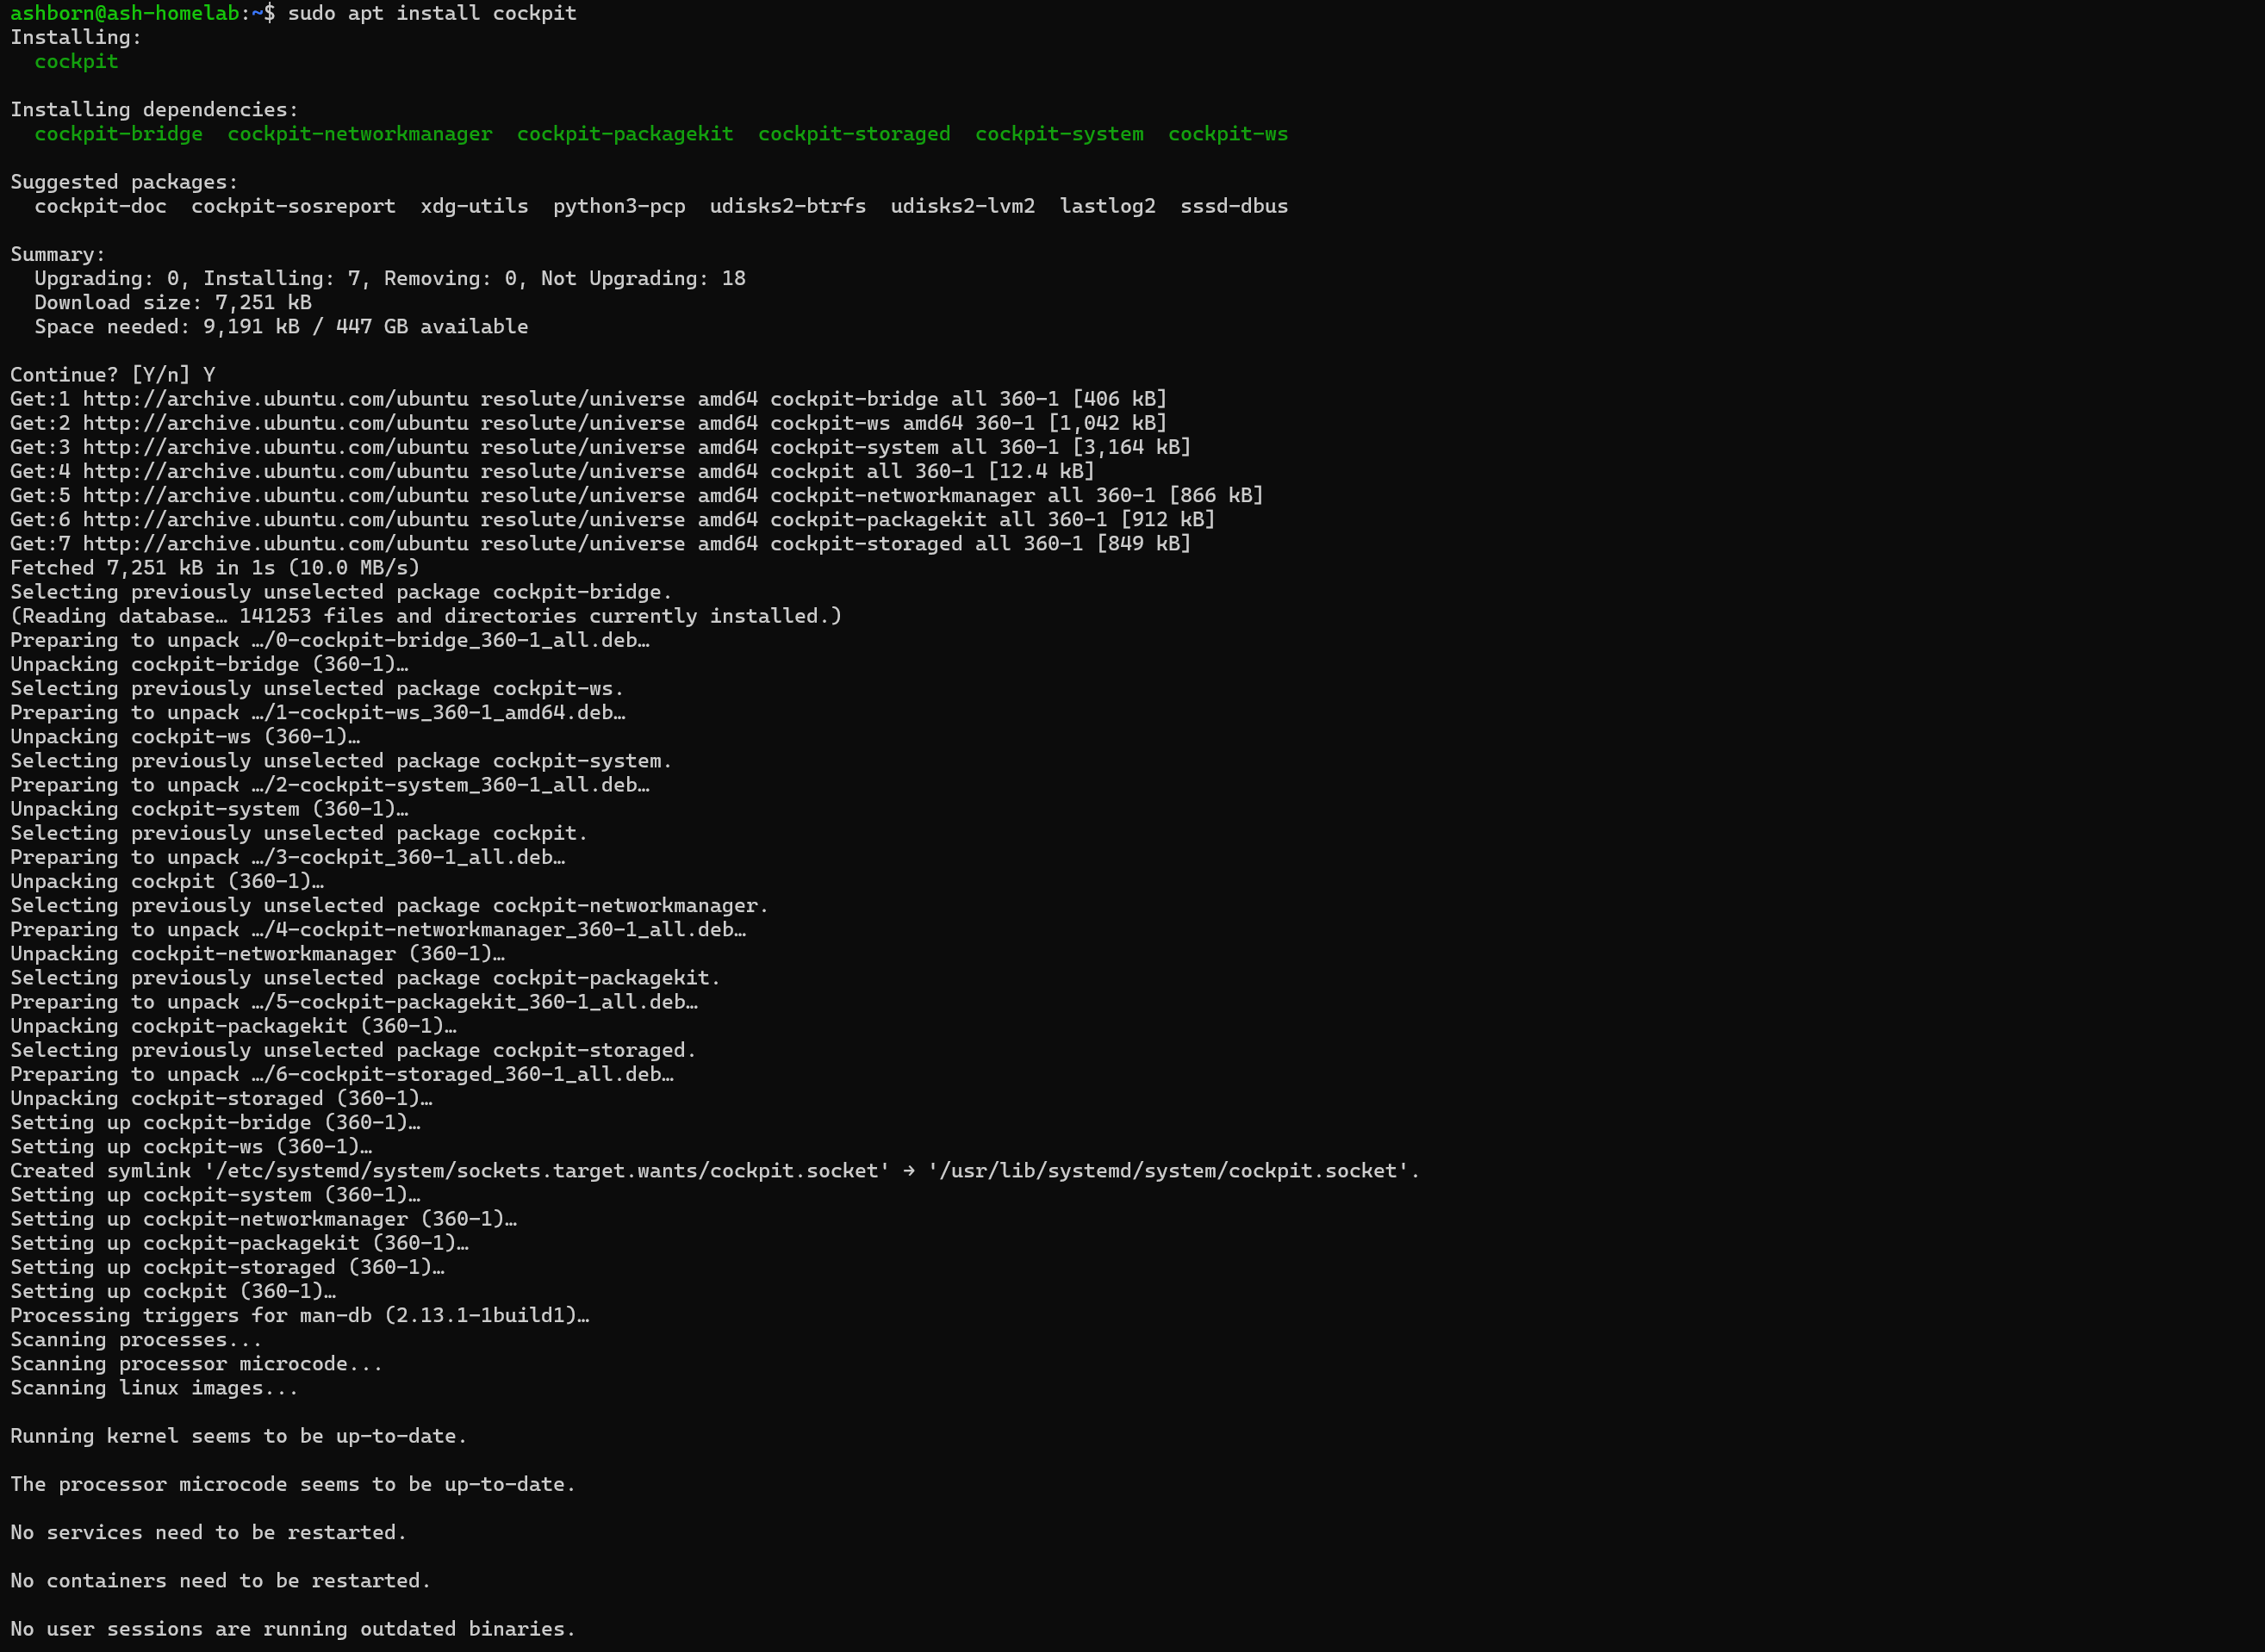 ashborn@ash-homelab:~$ sudo apt install cockpit
Installing:
  cockpit

Installing dependencies:
  cockpit-bridge  cockpit-networkmanager  cockpit-packagekit  cockpit-storaged  cockpit-system  cockpit-ws

Suggested packages:
  cockpit-doc  cockpit-sosreport  xdg-utils  python3-pcp  udisks2-btrfs  udisks2-lvm2  lastlog2  sssd-dbus

Summary:
  Upgrading: 0, Installing: 7, Removing: 0, Not Upgrading: 18
  Download size: 7,251 kB
  Space needed: 9,191 kB / 447 GB available

Continue? [Y/n] Y
Get:1 http://archive.ubuntu.com/ubuntu resolute/universe amd64 cockpit-bridge all 360-1 [406 kB]
Get:2 http://archive.ubuntu.com/ubuntu resolute/universe amd64 cockpit-ws amd64 360-1 [1,042 kB]
Get:3 http://archive.ubuntu.com/ubuntu resolute/universe amd64 cockpit-system all 360-1 [3,164 kB]
Get:4 http://archive.ubuntu.com/ubuntu resolute/universe amd64 cockpit all 360-1 [12.4 kB]
Get:5 http://archive.ubuntu.com/ubuntu resolute/universe amd64 cockpit-networkmanager all 360-1 [866 kB]
Get:6 http://archive.ubuntu.com/ubuntu resolute/universe amd64 cockpit-packagekit all 360-1 [912 kB]
Get:7 http://archive.ubuntu.com/ubuntu resolute/universe amd64 cockpit-storaged all 360-1 [849 kB]
Fetched 7,251 kB in 1s (10.0 MB/s)
Selecting previously unselected package cockpit-bridge.
(Reading database… 141253 files and directories currently installed.)
Preparing to unpack …/0-cockpit-bridge_360-1_all.deb…
Unpacking cockpit-bridge (360-1)…
Selecting previously unselected package cockpit-ws.
Preparing to unpack …/1-cockpit-ws_360-1_amd64.deb…
Unpacking cockpit-ws (360-1)…
Selecting previously unselected package cockpit-system.
Preparing to unpack …/2-cockpit-system_360-1_all.deb…
Unpacking cockpit-system (360-1)…
Selecting previously unselected package cockpit.
Preparing to unpack …/3-cockpit_360-1_all.deb…
Unpacking cockpit (360-1)…
Selecting previously unselected package cockpit-networkmanager.
Preparing to unpack …/4-cockpit-networkmanager_360-1_all.deb…
Unpacking cockpit-networkmanager (360-1)…
Selecting previously unselected package cockpit-packagekit.
Preparing to unpack …/5-cockpit-packagekit_360-1_all.deb…
Unpacking cockpit-packagekit (360-1)…
Selecting previously unselected package cockpit-storaged.
Preparing to unpack …/6-cockpit-storaged_360-1_all.deb…
Unpacking cockpit-storaged (360-1)…
Setting up cockpit-bridge (360-1)…
Setting up cockpit-ws (360-1)…
Created symlink '/etc/systemd/system/sockets.target.wants/cockpit.socket' → '/usr/lib/systemd/system/cockpit.socket'.
Setting up cockpit-system (360-1)…
Setting up cockpit-networkmanager (360-1)…
Setting up cockpit-packagekit (360-1)…
Setting up cockpit-storaged (360-1)…
Setting up cockpit (360-1)…
Processing triggers for man-db (2.13.1-1build1)…
Scanning processes...
Scanning processor microcode...
Scanning linux images...

Running kernel seems to be up-to-date.

The processor microcode seems to be up-to-date.

No services need to be restarted.

No containers need to be restarted.

No user sessions are running outdated binaries.